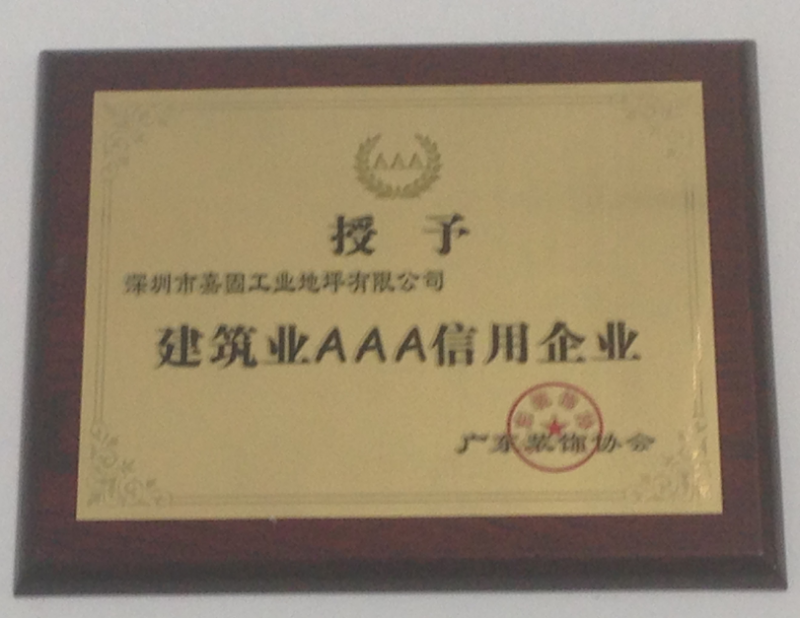 AAA
授 予
深圳市嘉固工业地坪有限公司
建筑业AAA信用企业
广东装饰协会